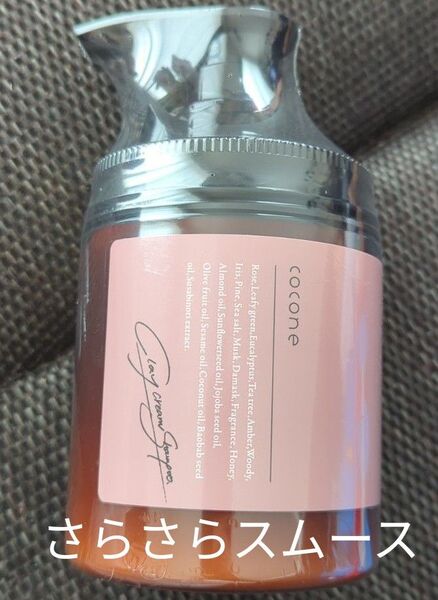 cocone
Rose, Leafy green, Eucalyptus, Tea tree, Amber, Woody,
Iris, Pine, Sea salt, Musk, Damask, Fragrance, Honey,
Almond oil, Sunflowerseed oil, Jojoba seed oil,
Olive fruit oil, Sesame oil, Coconut oil, Baobab seed
oil, Susabinori extract.
Clay cream Shampoo
さらさらスムース